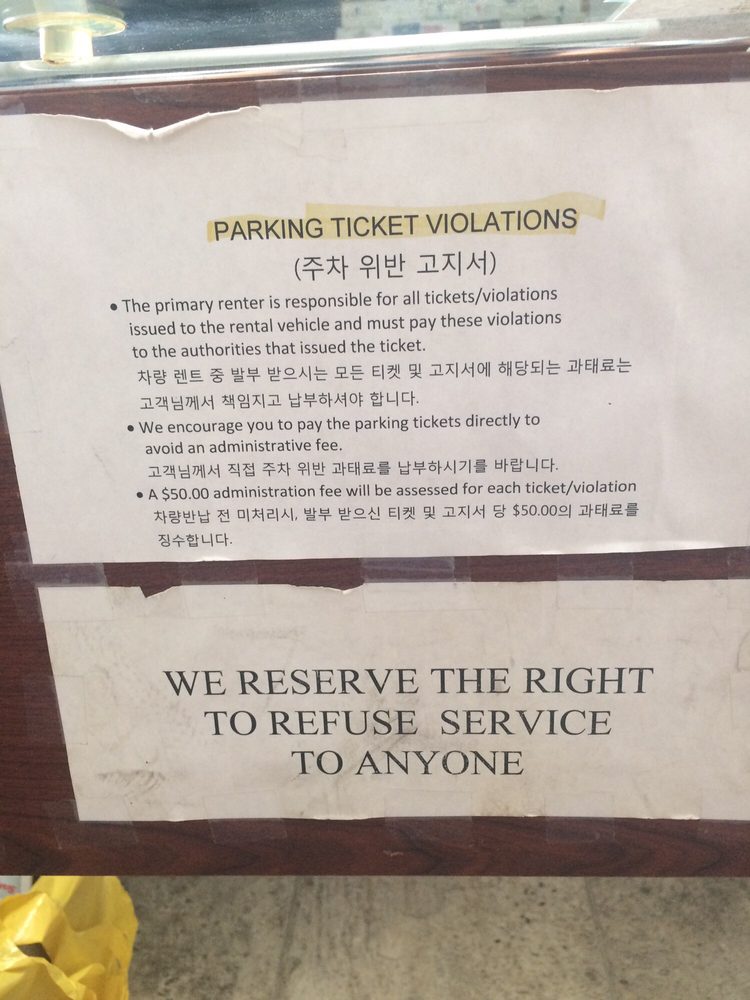 PARKING TICKET VIOLATIONS
(주차 위반 고지서)
• The primary renter is responsible for all tickets/violations
issued to the rental vehicle and must pay these violations
to the authorities that issued the ticket.
차량 렌트 중 발부 받으시는 모든 티켓 및 고지서에 해당되는 과태료는
고객님께서 책임지고 납부하셔야 합니다.
• We encourage you to pay the parking tickets directly to
avoid an administrative fee.
고객님께서 직접 주차 위반 과태료를 납부하시기를 바랍니다.
• A $50.00 administration fee will be assessed for each ticket/violation
차량반납 전 미처리시, 발부 받으신 티켓 및 고지서 당 $50.00의 과태료를
징수합니다.
WE RESERVE THE RIGHT
TO REFUSE SERVICE
TO ANYONE